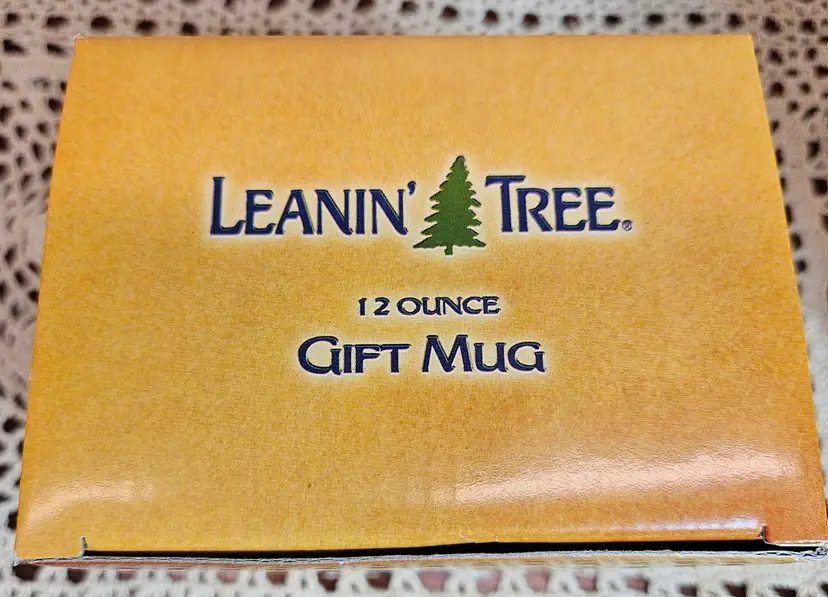 LEANIN' TREE®
12 OUNCE
GIFT MUG